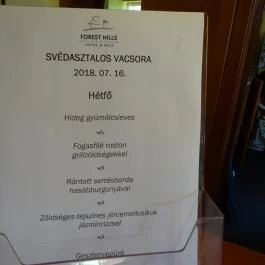 FOREST HILLS
HOTEL & GOLF
SVÉDASZTALOS VACSORA
2018. 07. 16.
Hétfő
Hideg gyümölcsleves
Fogasfilé roston
grillzöldségekkel
Rántott sertésborda
hasábburgonyával
Zöldséges-tejszínes jércemellcsíkok
jázminrizzsel
Gesztenyepüré